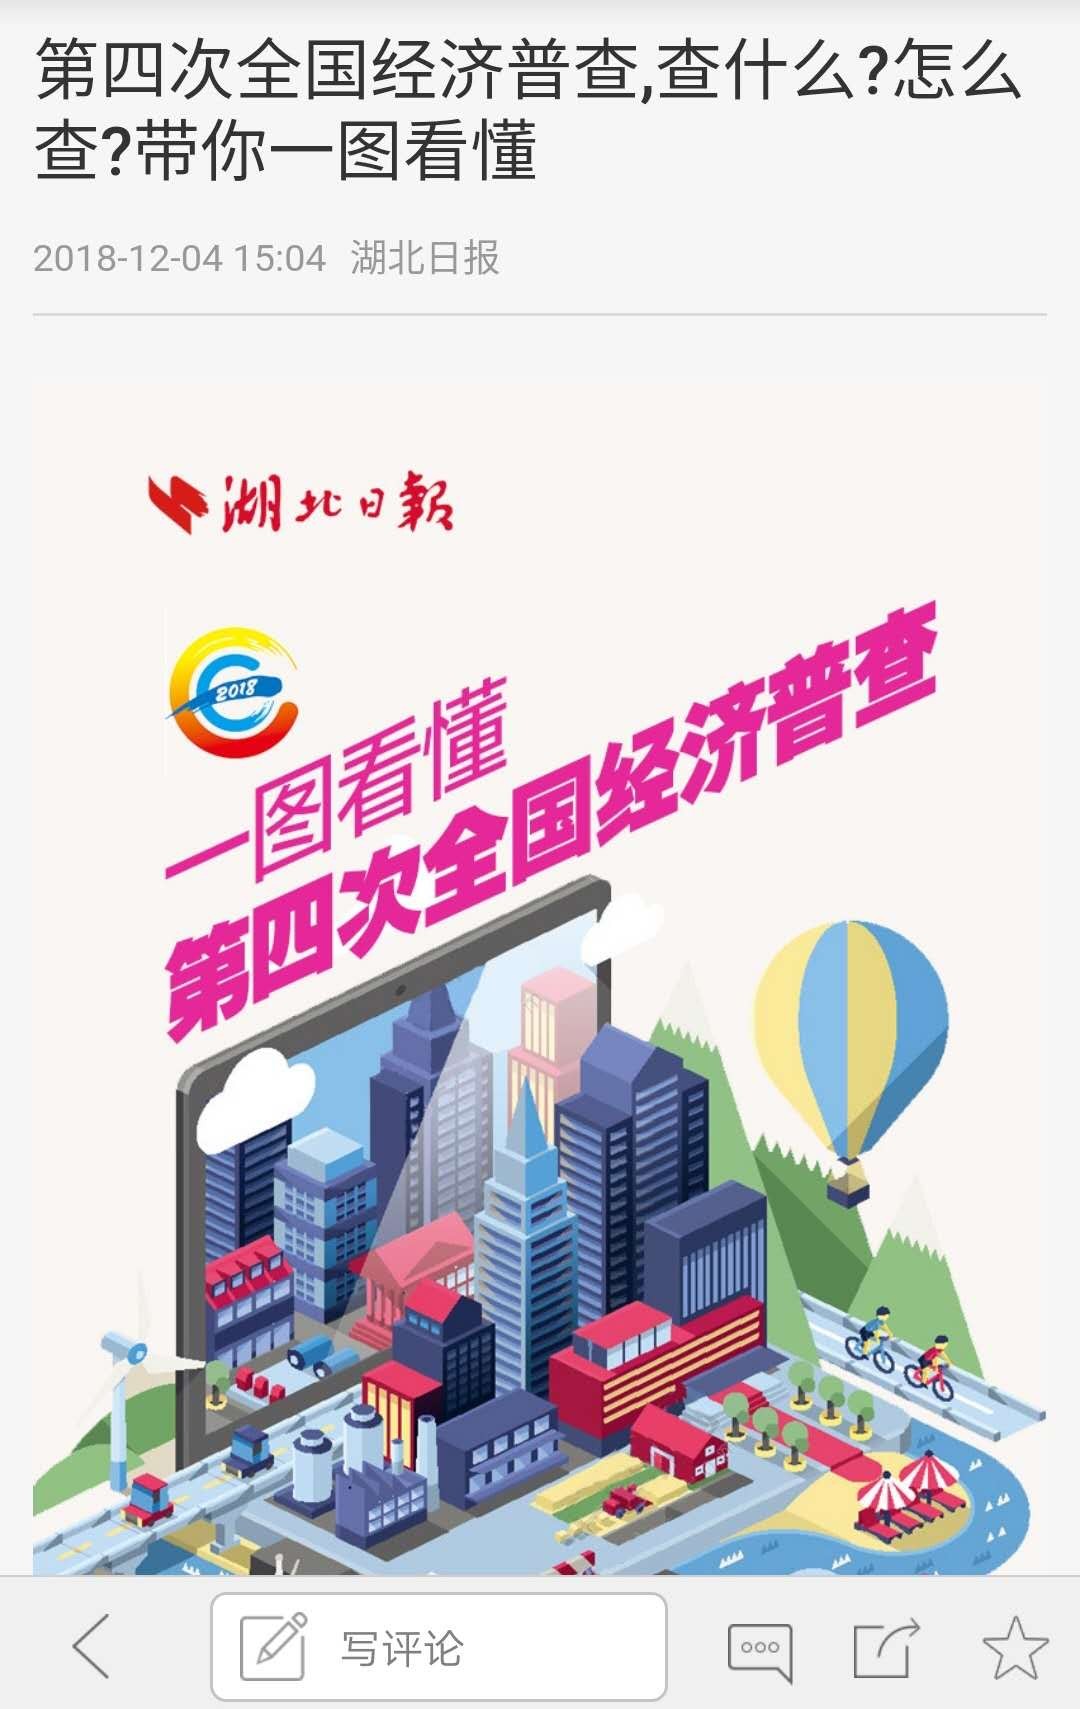 第四次全国经济普查,查什么?怎么
查?带你一图看懂
2018-12-04 15:04 湖北日报
湖北日報
2018
一图看懂
第四次全国经济普查
写评论